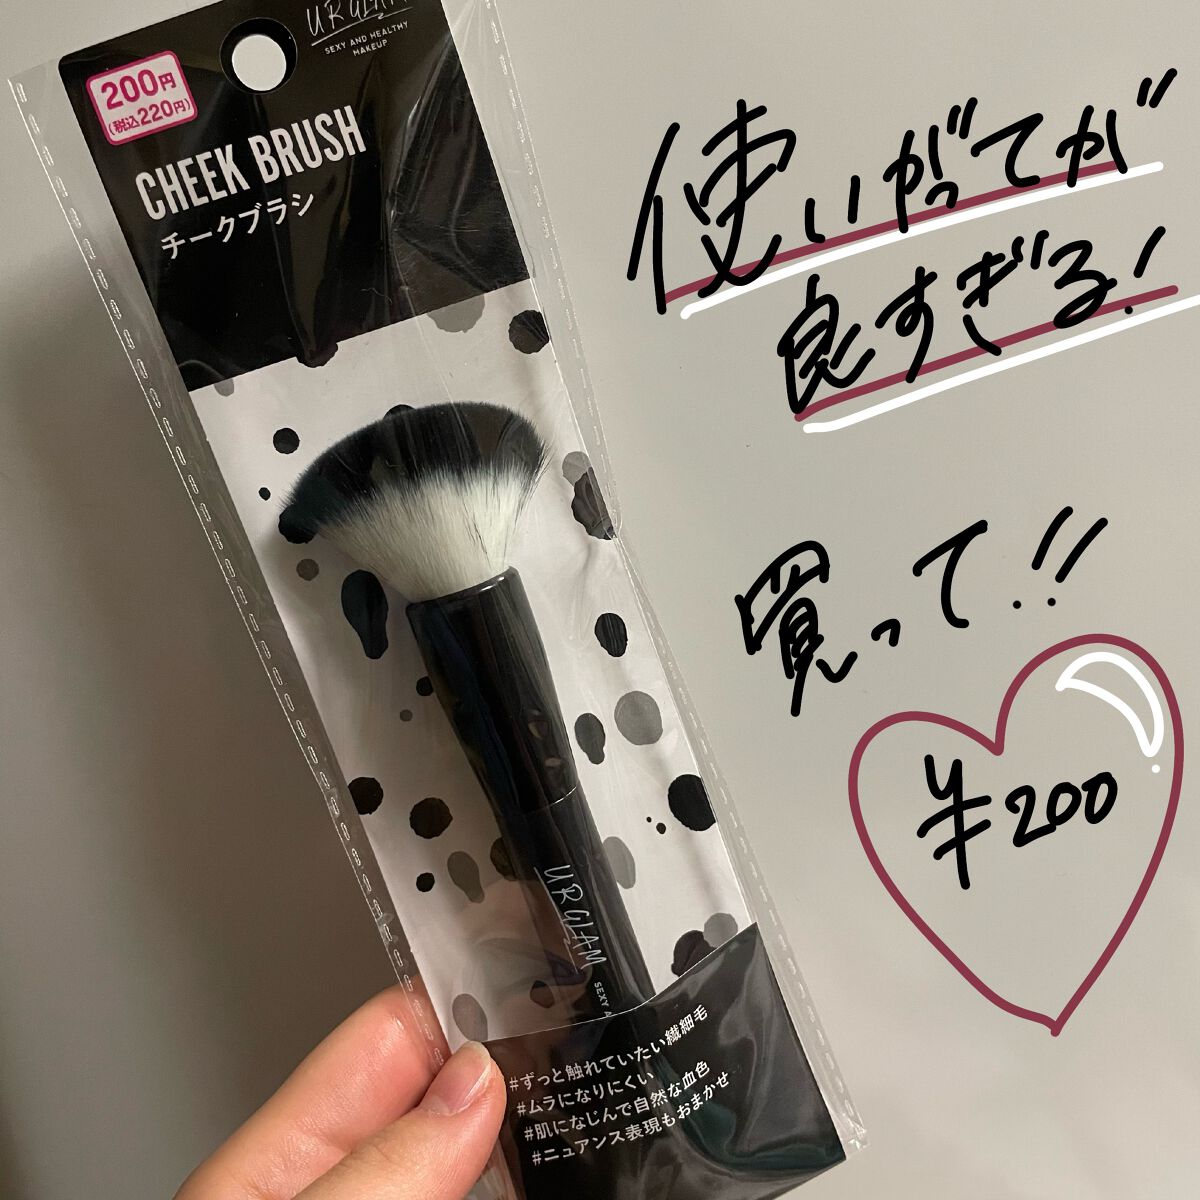 URGLAM
SEXY AND HEALTHY
MAKEUP
200円
(税込220円)
CHEEK BRUSH
チークブラシ
使いがってが
良すぎる!
買って!!
¥200
URGLAM
SEXY A
#ずっと触れていたい繊細毛
#ムラになりにくい
#肌になじんで自然な血色
#ニュアンス表現もおまかせ